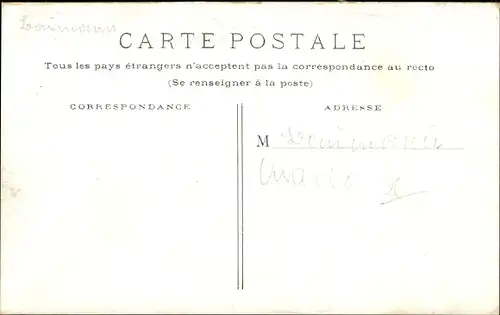 CARTE POSTALE
Tous les pays étrangers n'acceptent pas la correspondance au recto
(Se renseigner à la poste)
CORRESPONDANCE
ADRESSE
M